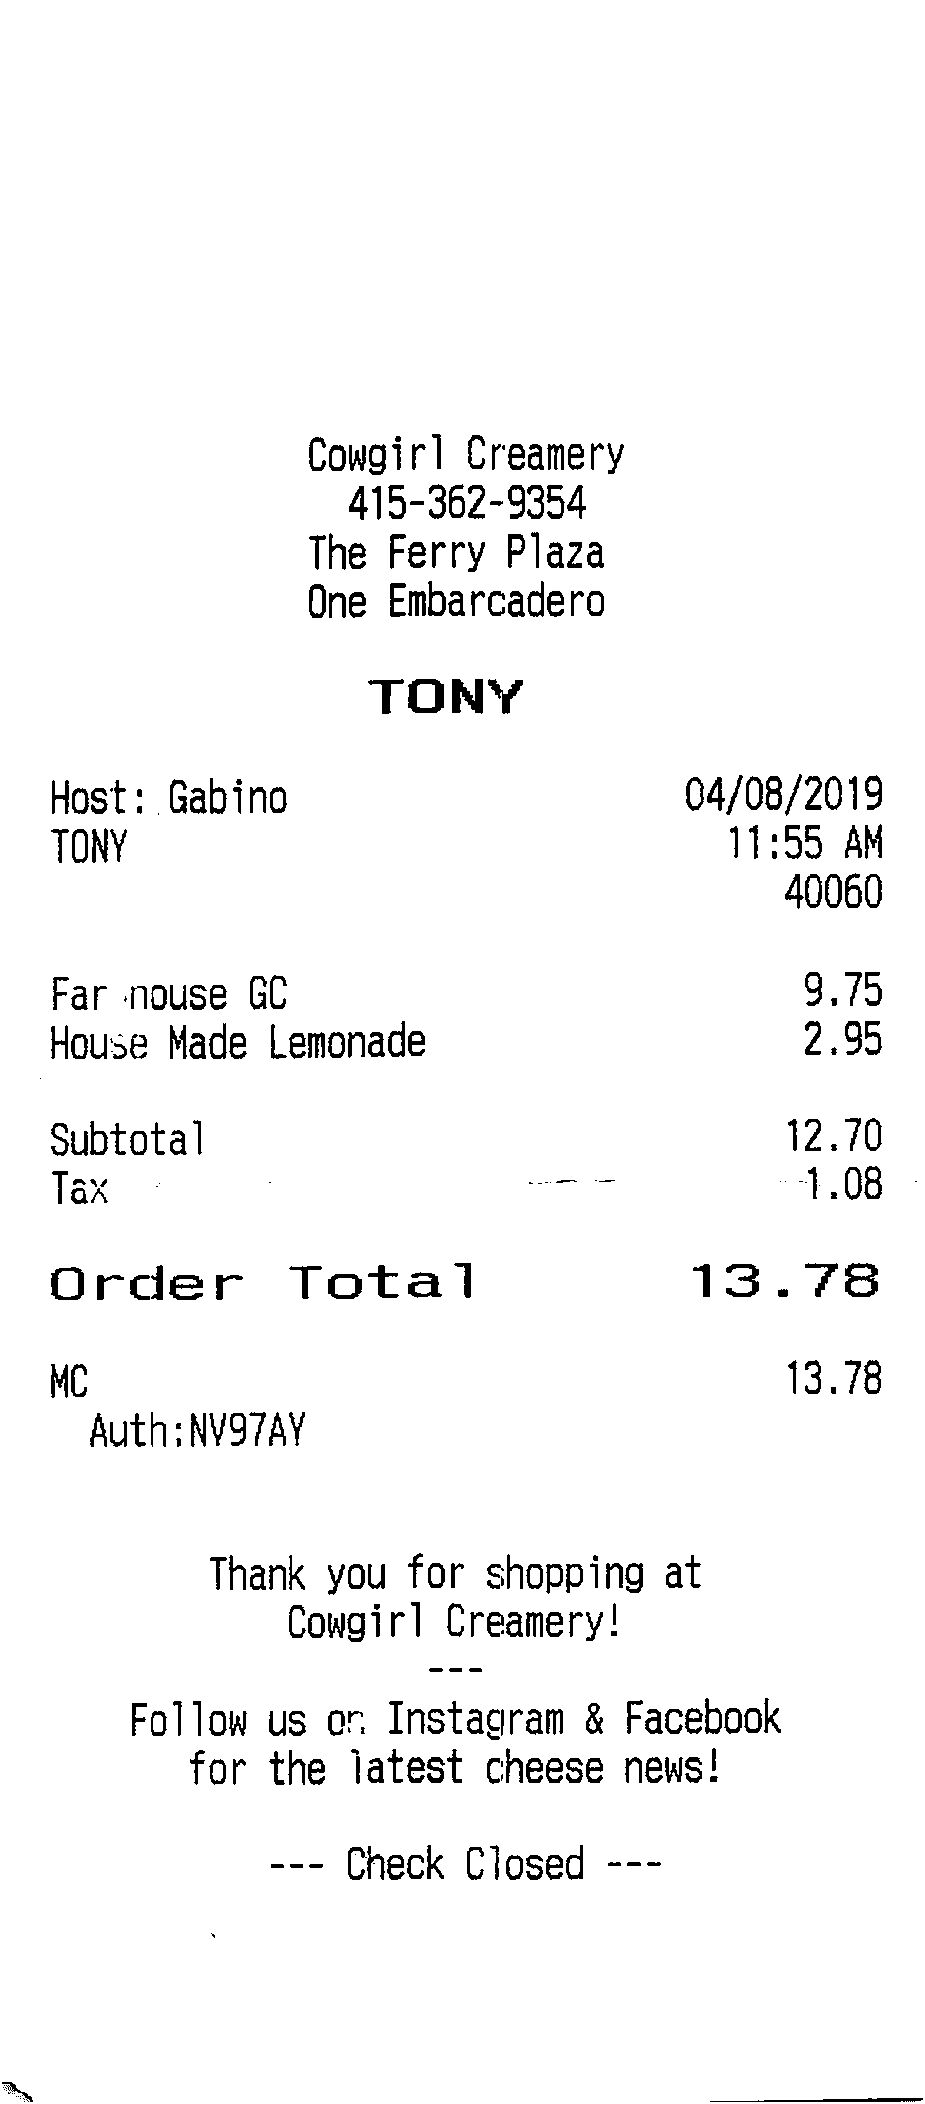 Cowgirl Creamery
415-362-9354
The Ferry Plaza
One Embarcadero
TONY
Host: Gabino 04/08/2019
TONY 11:55 AM
40060
GC 9.75
House Made Lemonade 2.95
Subtotal 12.70
Tax 1.08
Order Total 13.78
MC 13.78
Auth:NV97AY
Thank you for shopping at
Cowgirl Creamery!
---
Follow us on Instagram & Facebook
for the latest cheese news!
--- Check Closed ---